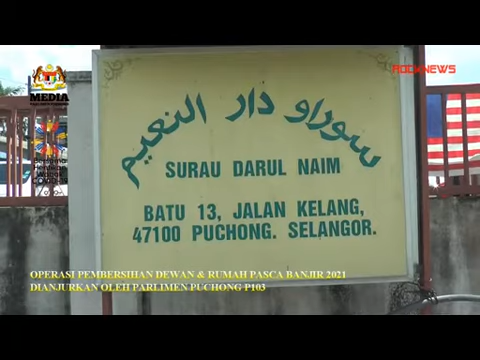 MEDIA
ROCKNEWS
سوراو دار النعيم
SURAU DARUL NAIM
BATU 13, JALAN KELANG,
47100 PUCHONG. SELANGOR.
OPERASI PEMBERSIHAN DEWAN & RUMAH PASCA BANJIR 2021
DIANJURKAN OLEH PARLIMEN PUCHONG P103